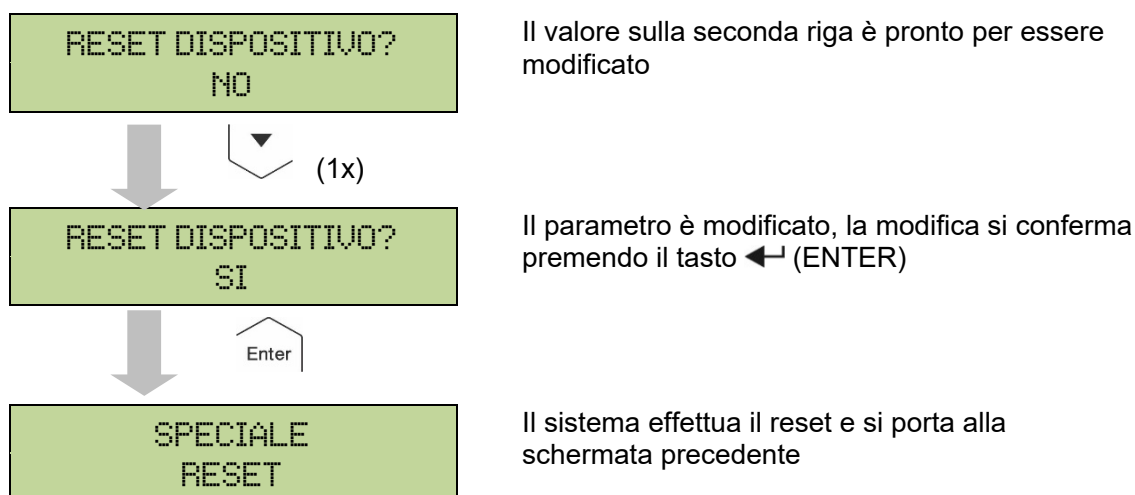 RESET DISPOSITIVO?
NO
Il valore sulla seconda riga è pronto per essere
modificato
(1x)
RESET DISPOSITIVO?
SI
Il parametro è modificato, la modifica si conferma
premendo il tasto (ENTER)
Enter
SPECIALE
RESET
Il sistema effettua il reset e si porta alla
schermata precedente